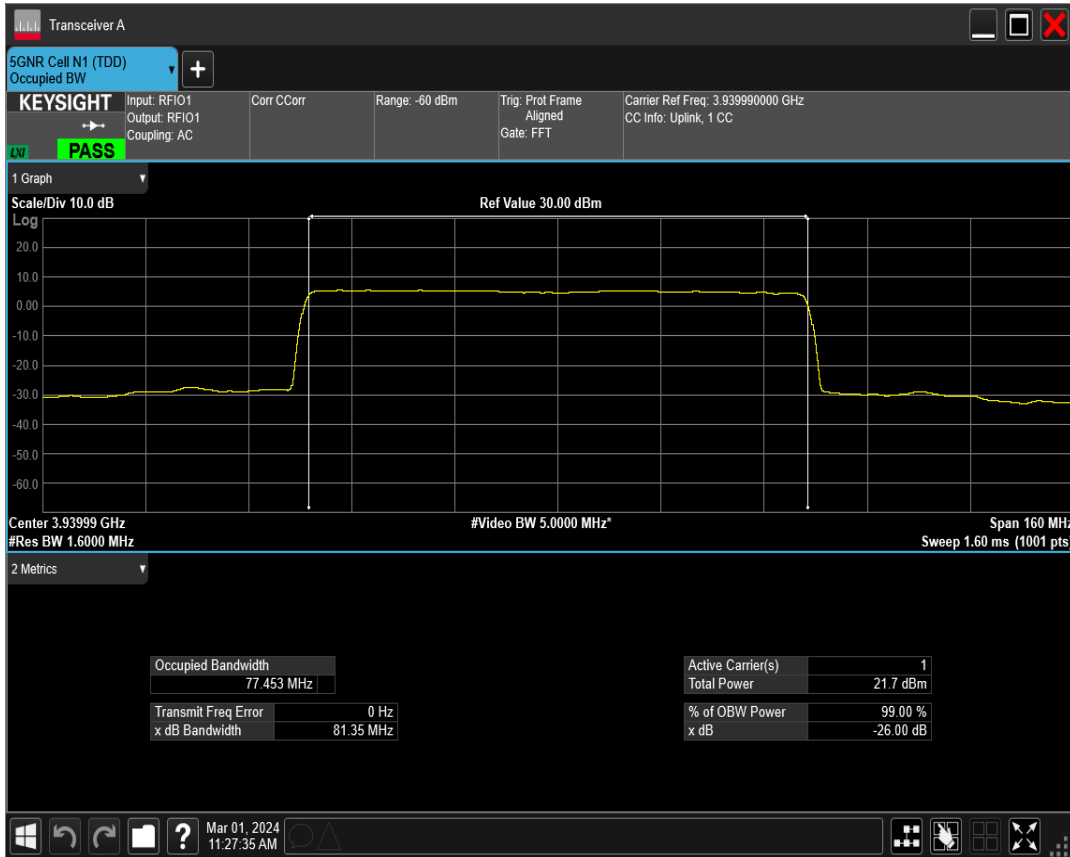 Transceiver A
5GNR Cell N1 (TDD)
Occupied BW
+
KEYSIGHT
LXI
PASS
Input: RFIO1
Output: RFIO1
Coupling: AC
Corr CCorr
Range: -60 dBm
Trig: Prot Frame
Aligned
Gate: FFT
Carrier Ref Freq: 3.939990000 GHz
CC Info: Uplink, 1 CC
1 Graph
Scale/Div 10.0 dB
Ref Value 30.00 dBm
Log
20.0
10.0
0.00
-10.0
-20.0
-30.0
-40.0
-50.0
-60.0
Center 3.93999 GHz
#Video BW 5.0000 MHz*
Span 160 MHz
#Res BW 1.6000 MHz
Sweep 1.60 ms (1001 pts)
2 Metrics
Occupied Bandwidth
77.453 MHz
Transmit Freq Error 0 Hz
x dB Bandwidth 81.35 MHz
Active Carrier(s) 1
Total Power 21.7 dBm
% of OBW Power 99.00 %
x dB -26.00 dB
?
Mar 01, 2024
11:27:35 AM